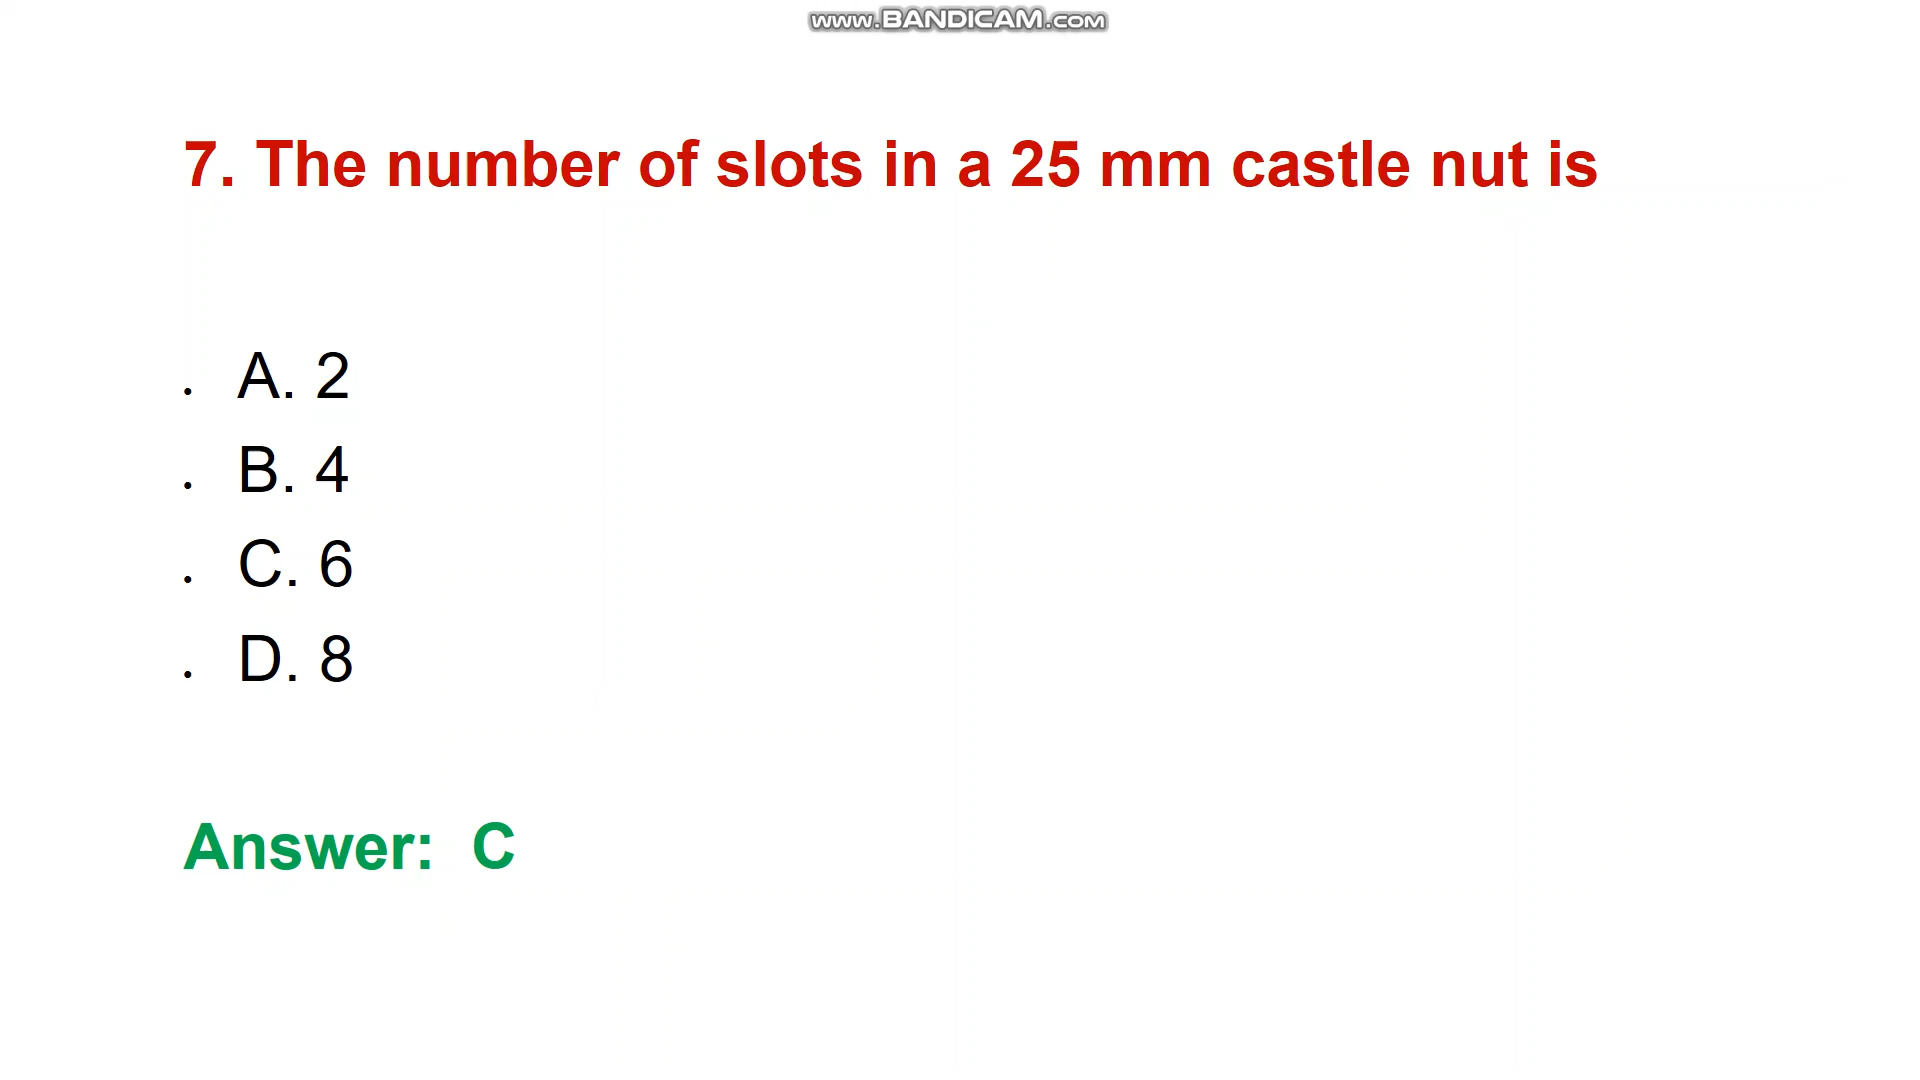 www.BANDICAM.com
7. The number of slots in a 25 mm castle nut is
• A. 2
• B. 4
• C. 6
• D. 8
Answer: C